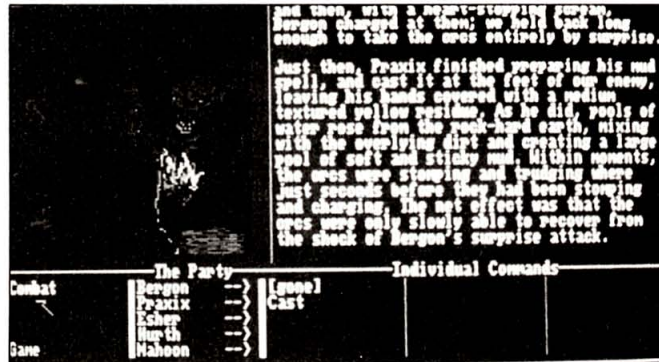 and then, with a heart-stopping scream,
Bergon charged at them; we held back long
enough to take the orcs entirely by surprise.
Just then, Praxix finished preparing his mud
spell, and cast it at the feet of our enemy,
leaving his hands covered with a medium
textured yellow residue. As he did, pools of
water rose from the rock-hard earth, mixing
with the overlying dirt and creating a large
pool of soft and sticky mud. Within moments,
the orcs were stomping and trudging where
just seconds before they had been stomping
and charging. The net effect was that the
orcs were only slowly able to recover from
the shock of Bergon's surprise attack.
The Party
Individual Commands
Combat
Game
Bergon --> [gone]
Praxix --> Cast
Esher -->
Hurth -->
Mahoon -->